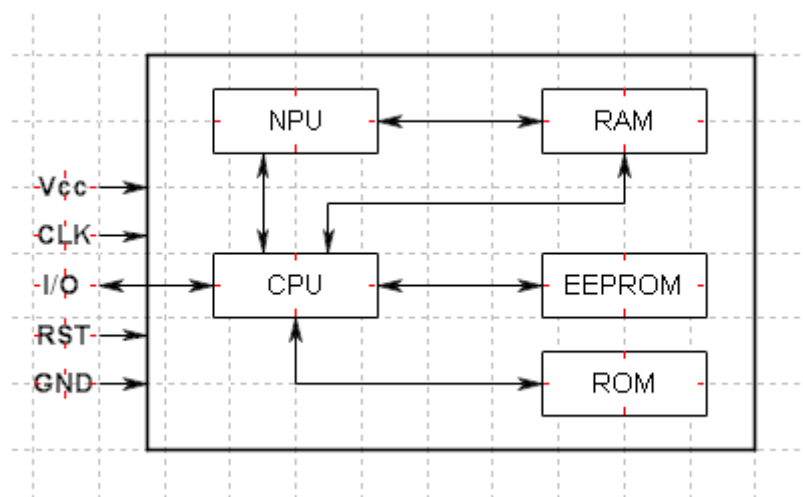 NPU
RAM
Vcc
CLK
I/O
CPU
EEPROM
RST
GND
ROM